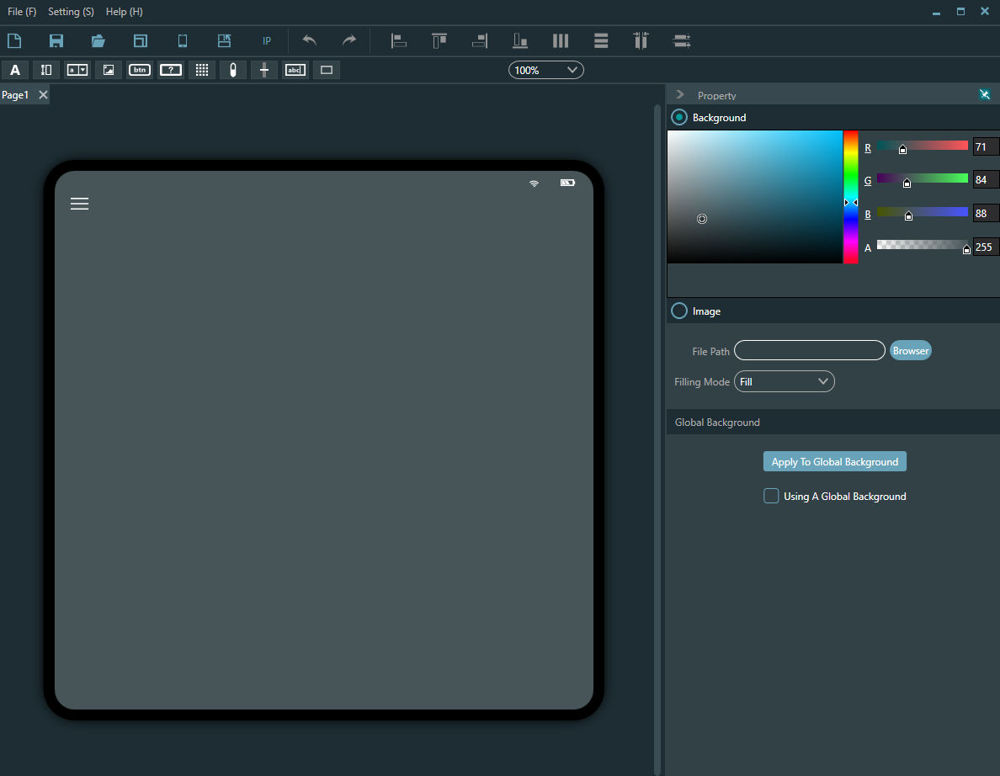 File (F) Setting (S) Help (H)
IP
A a btn ? abc 100%
Page1
Property
Background
R 71
G 84
B 88
A 255
Image
File Path Browser
Filling Mode Fill
Global Background
Apply To Global Background
Using A Global Background